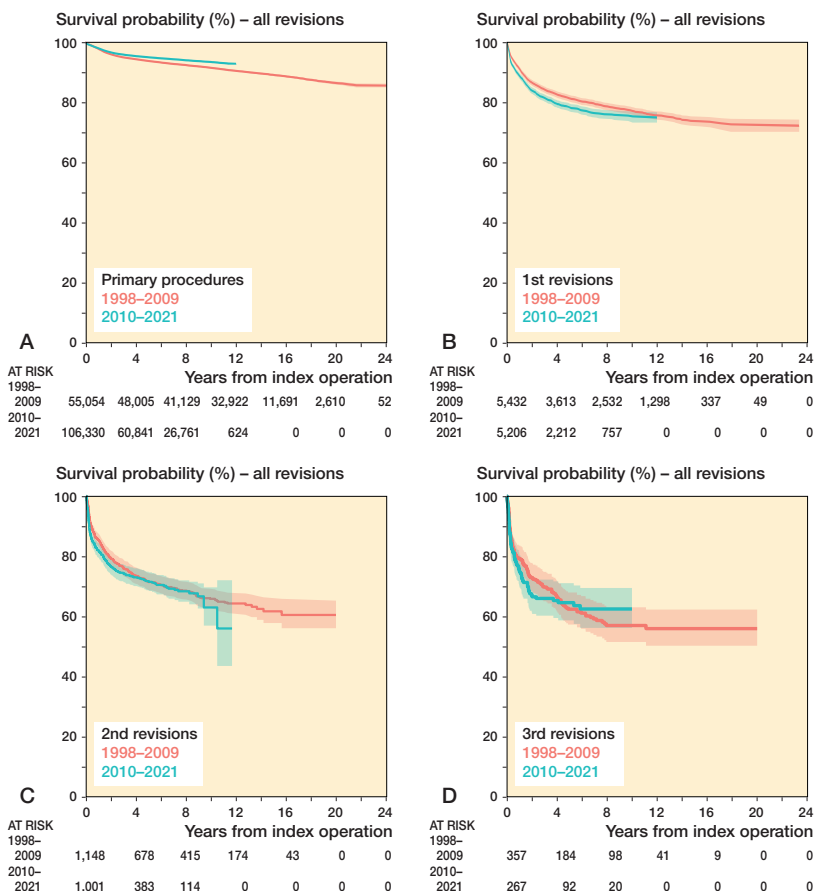 Survival probability (%) – all revisions
100
80
60
40
20
0
Primary procedures
1998–2009
2010–2021
0 4 8 12 16 20 24
A
Years from index operation
AT RISK
1998–
2009 55,054 48,005 41,129 32,922 11,691 2,610 52
2010–
2021 106,330 60,841 26,761 624 0 0 0
Survival probability (%) – all revisions
100
80
60
40
20
0
1st revisions
1998–2009
2010–2021
0 4 8 12 16 20 24
B
Years from index operation
AT RISK
1998–
2009 5,432 3,613 2,532 1,298 337 49 0
2010–
2021 5,206 2,212 757 0 0 0 0
Survival probability (%) – all revisions
100
80
60
40
20
0
2nd revisions
1998–2009
2010–2021
0 4 8 12 16 20 24
C
Years from index operation
AT RISK
1998–
2009 1,148 678 415 174 43 0 0
2010–
2021 1,001 383 114 0 0 0 0
Survival probability (%) – all revisions
100
80
60
40
20
0
3rd revisions
1998–2009
2010–2021
0 4 8 12 16 20 24
D
Years from index operation
AT RISK
1998–
2009 357 184 98 41 9 0 0
2010–
2021 267 92 20 0 0 0 0